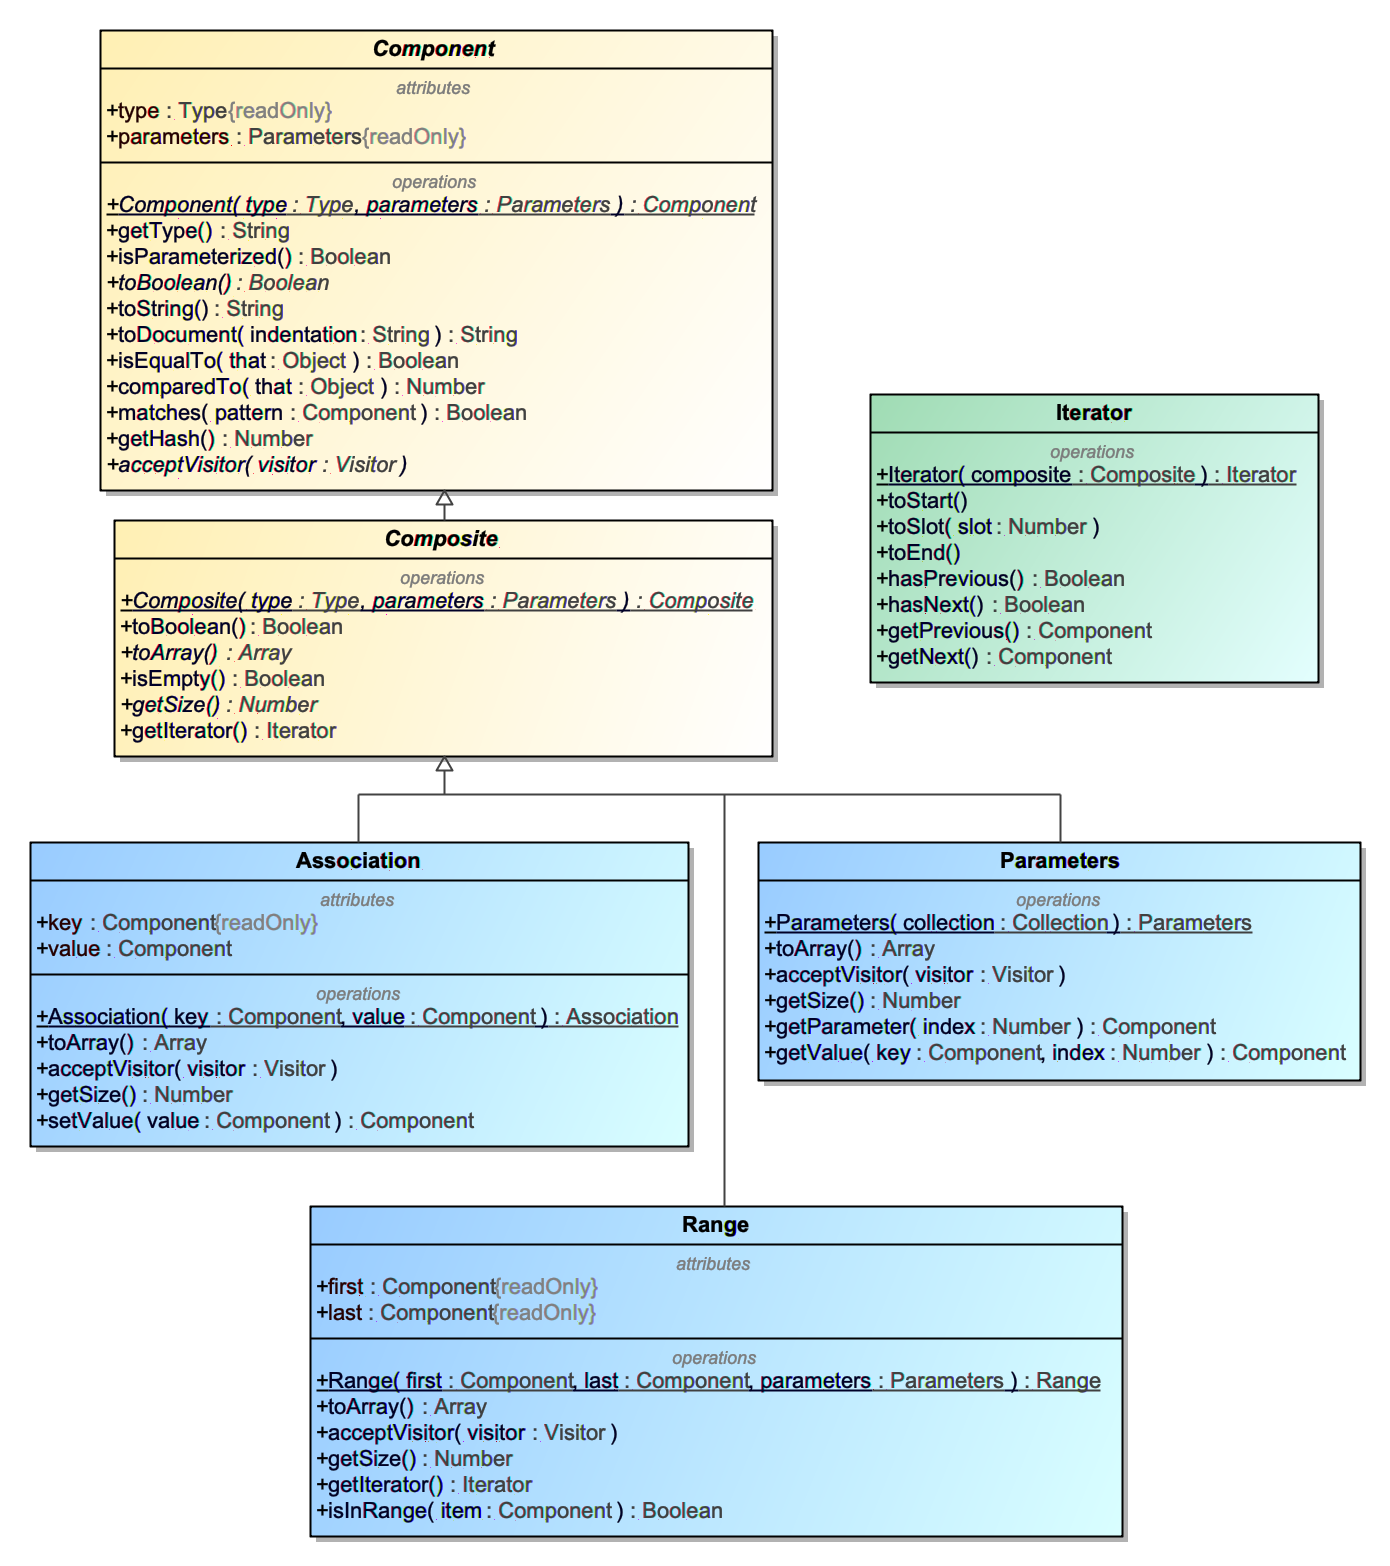 Component
attributes
+type : Type{readOnly}
+parameters : Parameters{readOnly}
operations
+Component( type : Type, parameters : Parameters ) : Component
+getType() : String
+isParameterized() : Boolean
+toBoolean() : Boolean
+toString() : String
+toDocument( indentation : String ) : String
+isEqualTo( that : Object ) : Boolean
+comparedTo( that : Object ) : Number
+matches( pattern : Component ) : Boolean
+getHash() : Number
+acceptVisitor( visitor : Visitor )
Iterator
operations
+Iterator( composite : Composite ) : Iterator
+toStart()
+toSlot( slot : Number )
+toEnd()
+hasPrevious() : Boolean
+hasNext() : Boolean
+getPrevious() : Component
+getNext() : Component
Composite
operations
+Composite( type : Type, parameters : Parameters ) : Composite
+toBoolean() : Boolean
+toArray() : Array
+isEmpty() : Boolean
+getSize() : Number
+getIterator() : Iterator
Association
attributes
+key : Component{readOnly}
+value : Component
operations
+Association( key : Component, value : Component ) : Association
+toArray() : Array
+acceptVisitor( visitor : Visitor )
+getSize() : Number
+setValue( value : Component ) : Component
Parameters
operations
+Parameters( collection : Collection ) : Parameters
+toArray() : Array
+acceptVisitor( visitor : Visitor )
+getSize() : Number
+getParameter( index : Number ) : Component
+getValue( key : Component, index : Number ) : Component
Range
attributes
+first : Component{readOnly}
+last : Component{readOnly}
operations
+Range( first : Component, last : Component, parameters : Parameters ) : Range
+toArray() : Array
+acceptVisitor( visitor : Visitor )
+getSize() : Number
+getIterator() : Iterator
+isInRange( item : Component ) : Boolean